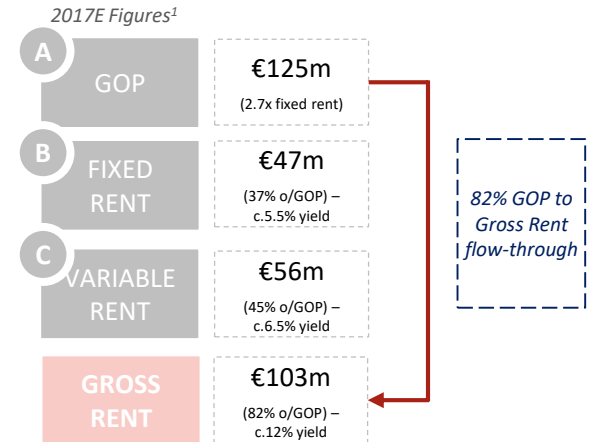 2017E Figures¹
A
GOP
€125m
(2.7x fixed rent)
B
FIXED
RENT
€47m
(37% o/GOP) –
c.5.5% yield
C
VARIABLE
RENT
€56m
(45% o/GOP) –
c.6.5% yield
GROSS
RENT
€103m
(82% o/GOP) –
c.12% yield
82% GOP to
Gross Rent
flow-through